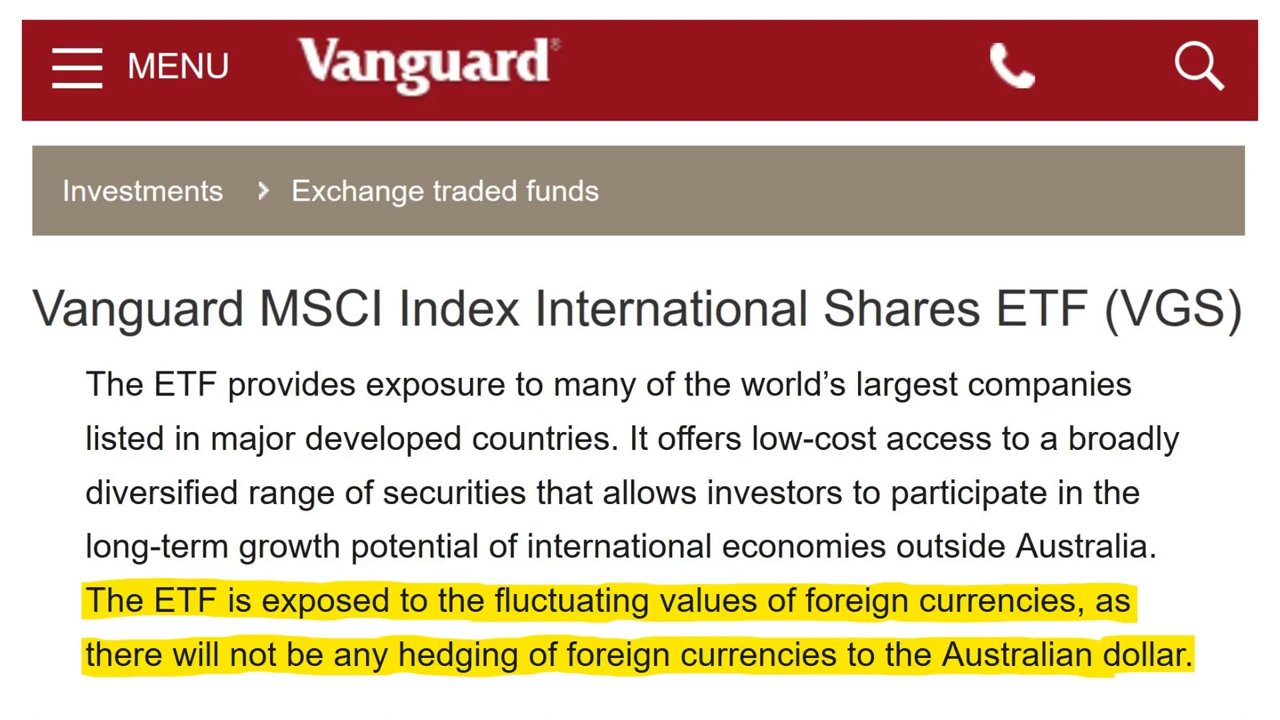 MENU Vanguard®
Investments > Exchange traded funds
Vanguard MSCI Index International Shares ETF (VGS)
The ETF provides exposure to many of the world’s largest companies
listed in major developed countries. It offers low-cost access to a broadly
diversified range of securities that allows investors to participate in the
long-term growth potential of international economies outside Australia.
The ETF is exposed to the fluctuating values of foreign currencies, as
there will not be any hedging of foreign currencies to the Australian dollar.